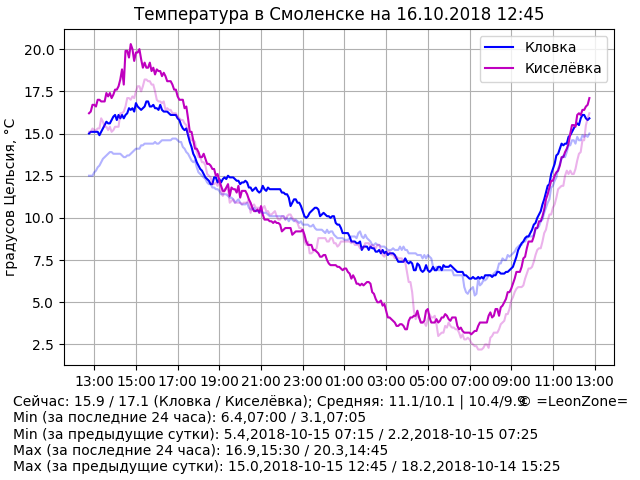 Температура в Смоленске на 16.10.2018 12:45
Кловка
Киселёвка
градусов Цельсия, °C
20.0
17.5
15.0
12.5
10.0
7.5
5.0
2.5
13:00 15:00 17:00 19:00 21:00 23:00 01:00 03:00 05:00 07:00 09:00 11:00 13:00
Сейчас: 15.9 / 17.1 (Кловка / Киселёвка); Средняя: 11.1/10.1 | 10.4/9.9 © =LeonZone=
Min (за последние 24 часа): 6.4,07:00 / 3.1,07:05
Min (за предыдущие сутки): 5.4,2018-10-15 07:15 / 2.2,2018-10-15 07:25
Max (за последние 24 часа): 16.9,15:30 / 20.3,14:45
Max (за предыдущие сутки): 15.0,2018-10-15 12:45 / 18.2,2018-10-14 15:25